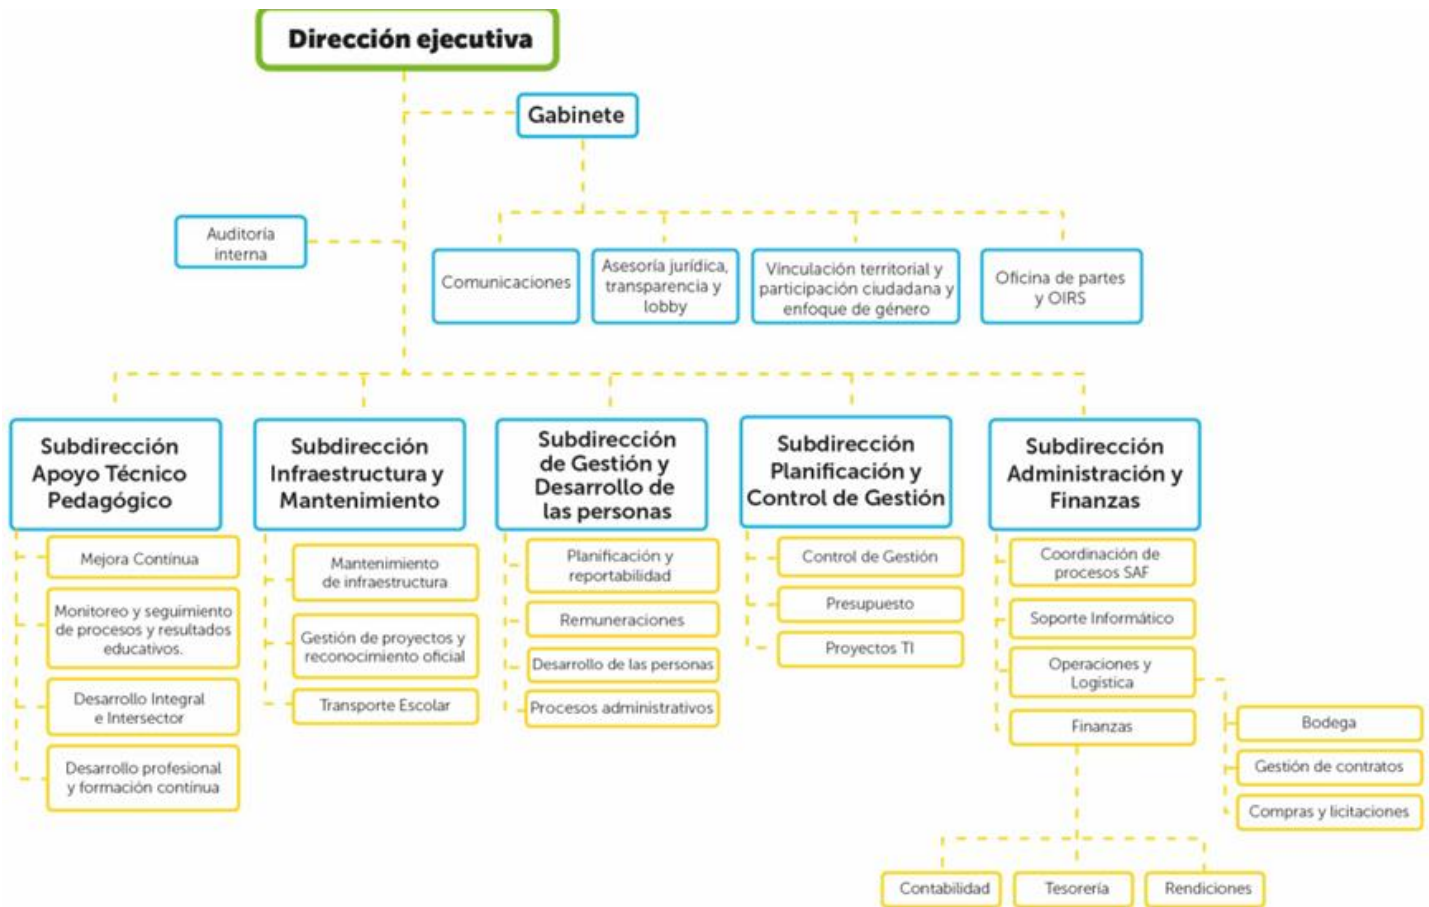 Dirección ejecutiva
Gabinete
Auditoría
interna
Comunicaciones
Asesoría jurídica,
transparencia y
lobby
Vinculación territorial y
participación ciudadana y
enfoque de género
Oficina de partes
y OIRS
Subdirección
Apoyo Técnico
Pedagógico
Mejora Contínua
Monitoreo y seguimiento
de procesos y resultados
educativos.
Desarrollo Integral
e Intersector
Desarrollo profesional
y formación contínua
Subdirección
Infraestructura y
Mantenimiento
Mantenimiento
de infraestructura
Gestión de proyectos y
reconocimiento oficial
Transporte Escolar
Subdirección
de Gestión y
Desarrollo de
las personas
Planificación y
reportabilidad
Remuneraciones
Desarrollo de las personas
Procesos administrativos
Subdirección
Planificación y
Control de Gestión
Control de Gestión
Presupuesto
Proyectos TI
Subdirección
Administración y
Finanzas
Coordinación de
procesos SAF
Soporte Informático
Operaciones y
Logística
Finanzas
Bodega
Gestión de contratos
Compras y licitaciones
Contabilidad
Tesorería
Rendiciones